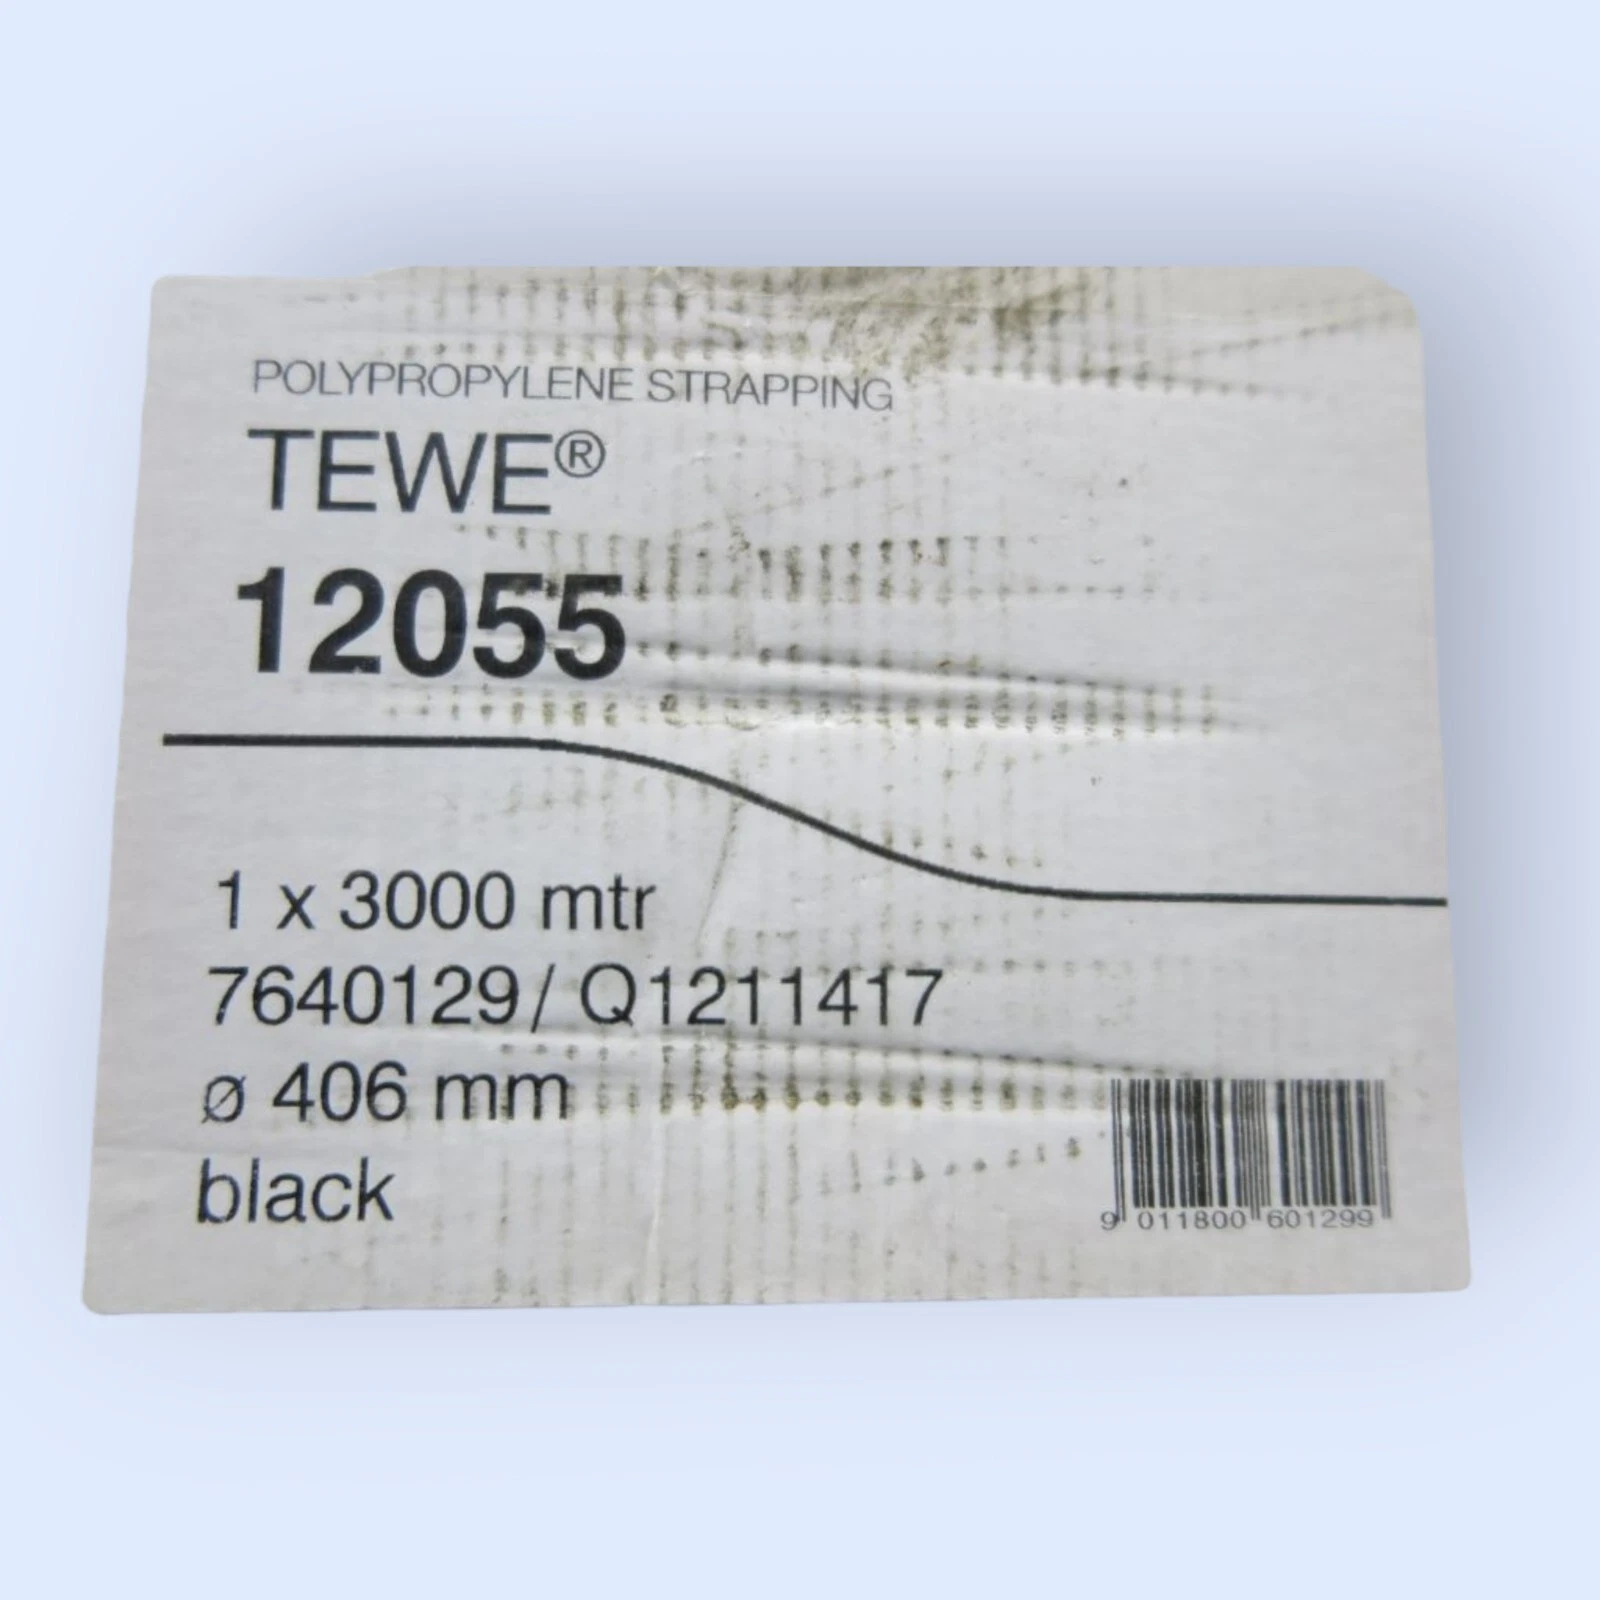 POLYPROPYLENE STRAPPING
TEWE®
12055
1 x 3000 mtr
7640129/ Q1211417
ø 406 mm
black
9 011800 601299